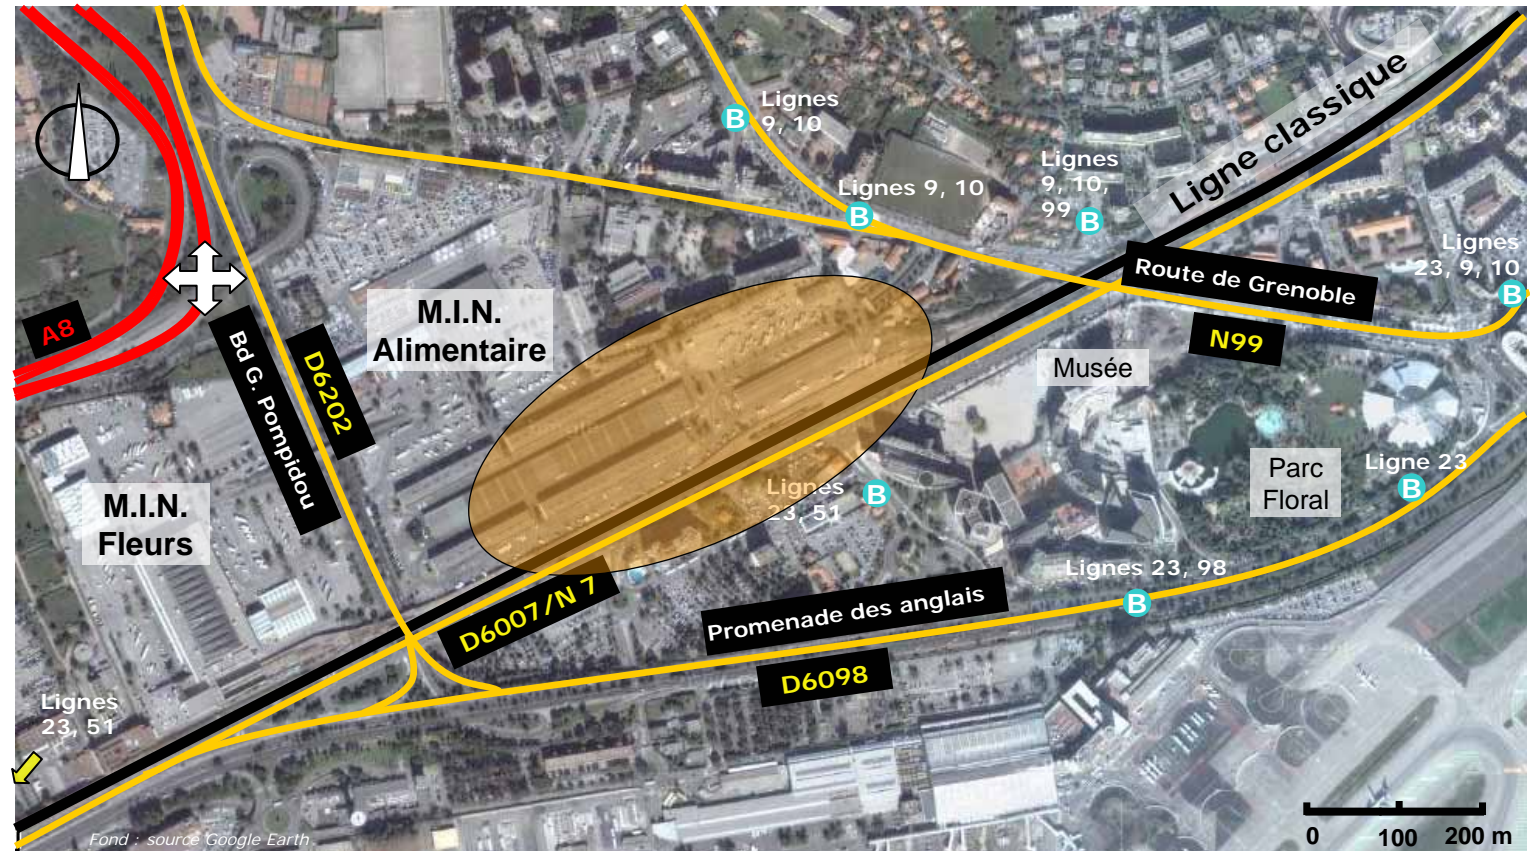 Lignes
9, 10
B
Lignes 9, 10
B
Lignes
9, 10,
99
B
Ligne classique
Lignes
23, 9, 10
B
Route de Grenoble
N99
A8
Bd G. Pompidou
D6202
M.I.N.
Alimentaire
Musée
M.I.N.
Fleurs
Lignes
23, 51
B
Parc
Floral
Ligne 23
B
Lignes 23, 98
B
D6007/N 7
Promenade des anglais
D6098
Lignes
23, 51
Fond : source Google Earth
0 100 200 m